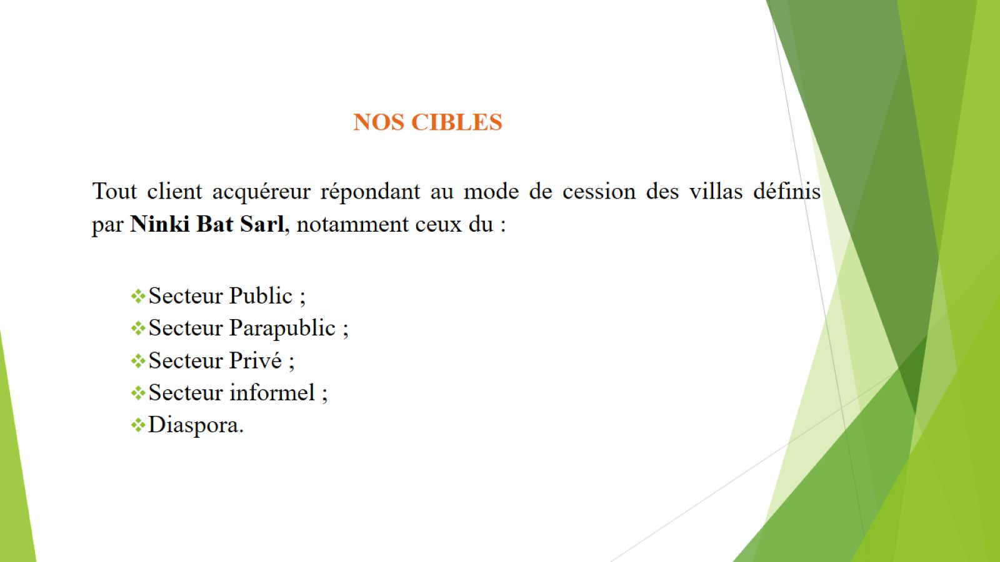 NOS CIBLES
Tout client acquéreur répondant au mode de cession des villas définis
par Ninki Bat Sarl, notamment ceux du :
❖Secteur Public ;
❖Secteur Parapublic ;
❖Secteur Privé ;
❖Secteur informel ;
❖Diaspora.